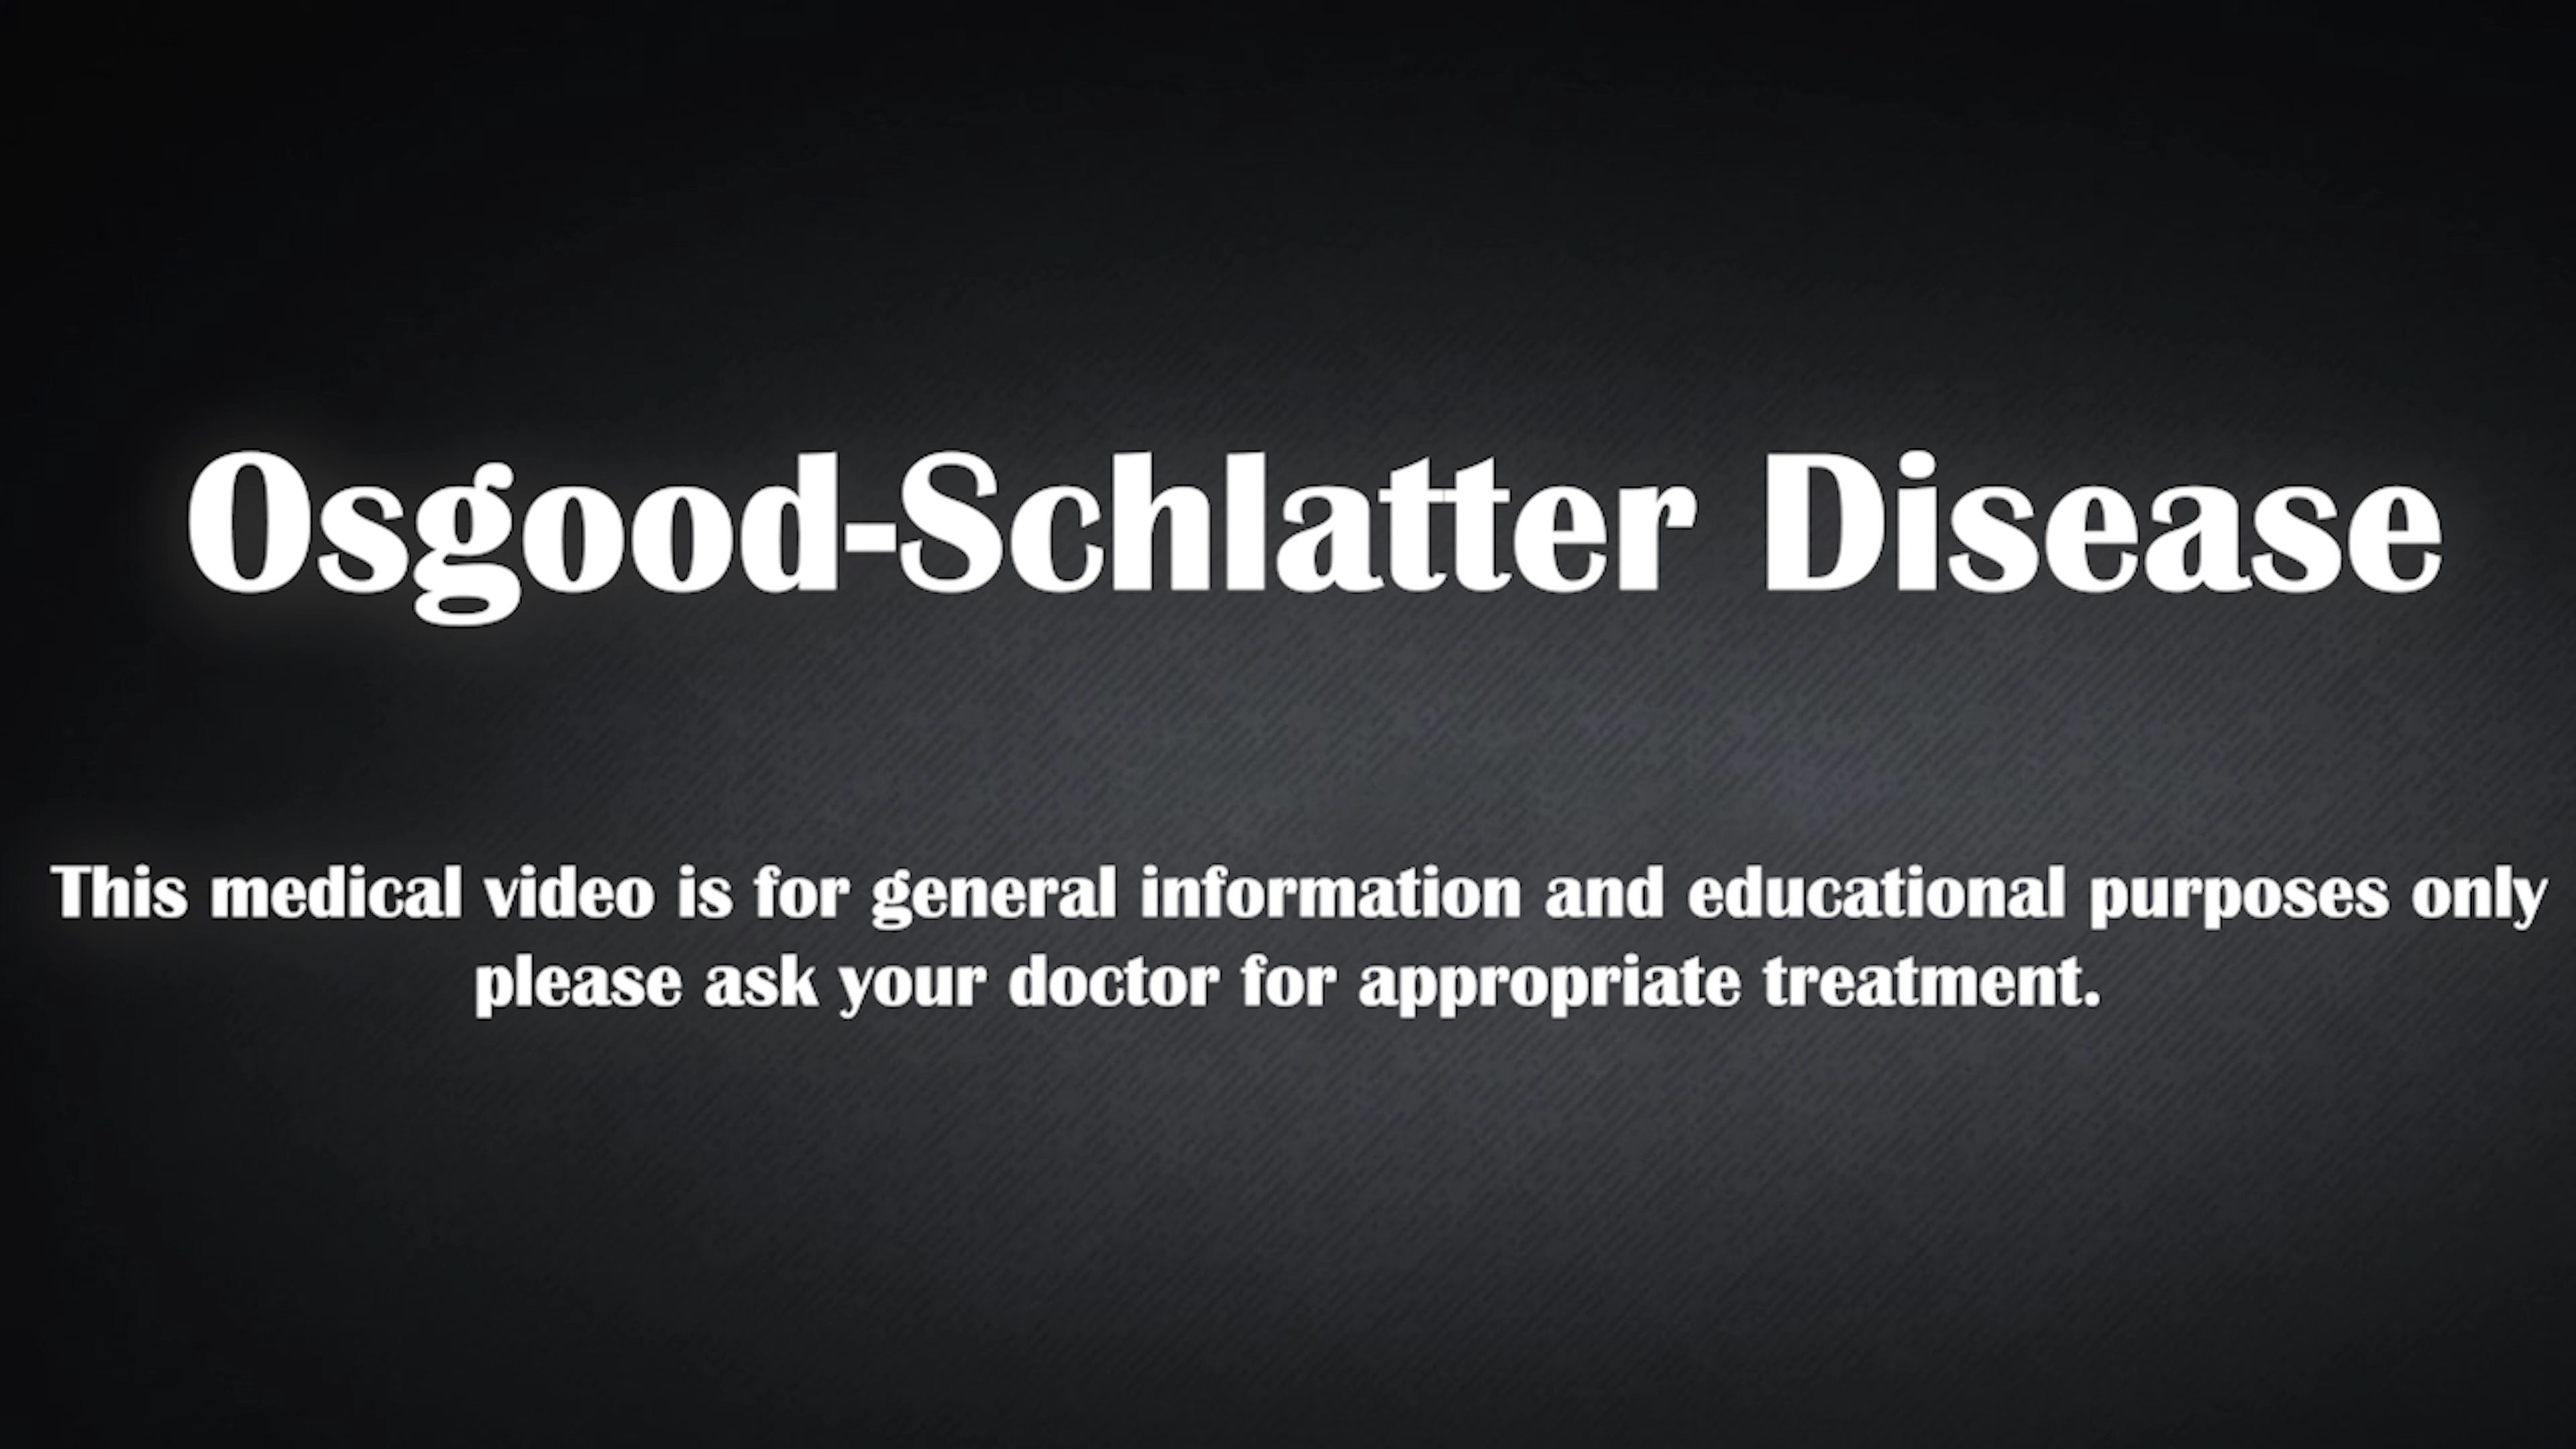 Osgood-Schlatter Disease
This medical video is for general information and educational purposes only
please ask your doctor for appropriate treatment.